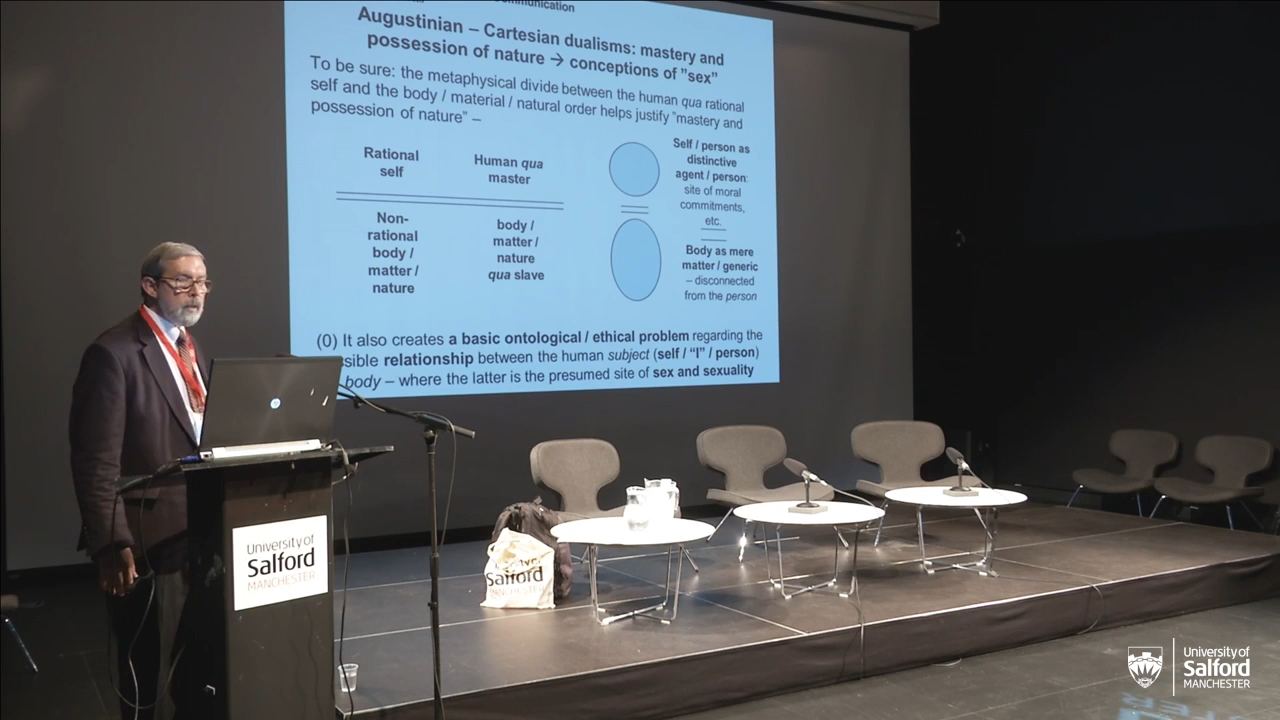 Augustinian – Cartesian dualisms: mastery and
possession of nature → conceptions of ”sex”
To be sure: the metaphysical divide between the human qua rational
self and the body / material / natural order helps justify ”mastery and
possession of nature” –
Rational
self
Human qua
master
Non-
rational
body /
matter /
nature
body /
matter /
nature
qua slave
Self / person as
distinctive
agent / person:
site of moral
commitments,
etc.
Body as mere
matter / generic
– disconnected
from the person
(0) It also creates a basic ontological / ethical problem regarding the
relationship between the human subject (self / “I” / person)
body – where the latter is the presumed site of sex and sexuality
University of
Salford
MANCHESTER
Salford
MANCHESTER
University of
Salford
MANCHESTER